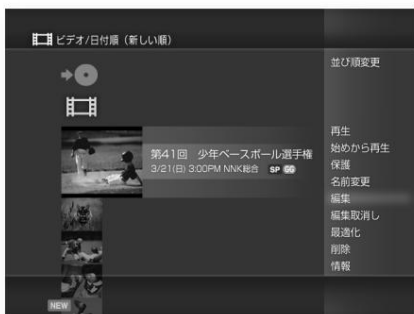 ビデオ/日付順（新しい順）
並び順変更
第41回 少年ベースボール選手権
3/21(日) 3:00PM NNK総合 SP
再生
始めから再生
保護
名前変更
編集
編集取消し
最適化
削除
情報
NEW